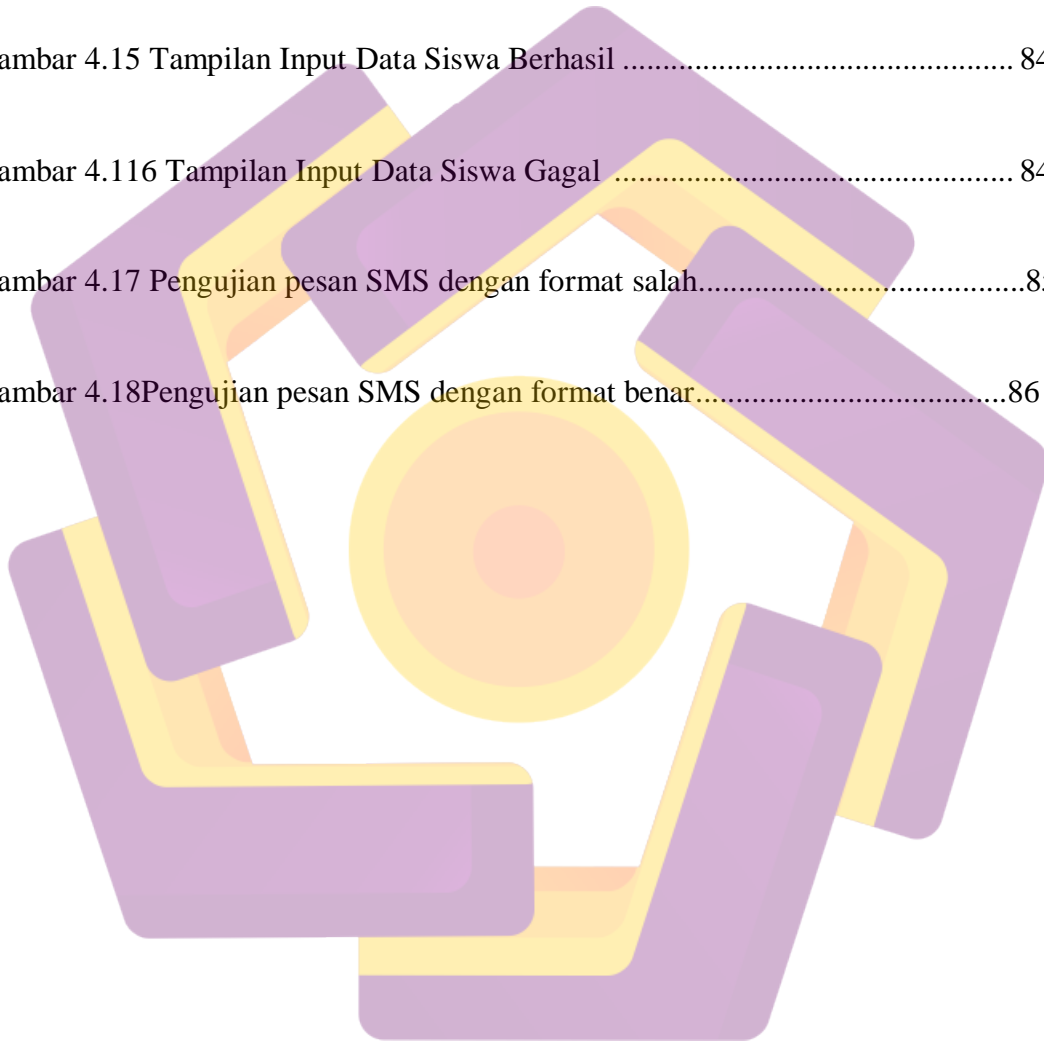 ambar 4.15 Tampilan Input Data Siswa Berhasil ................................................ 84
ambar 4.116 Tampilan Input Data Siswa Gagal ................................................. 84
ambar 4.17 Pengujian pesan SMS dengan format salah.......................................8
ambar 4.18Pengujian pesan SMS dengan format benar......................................86